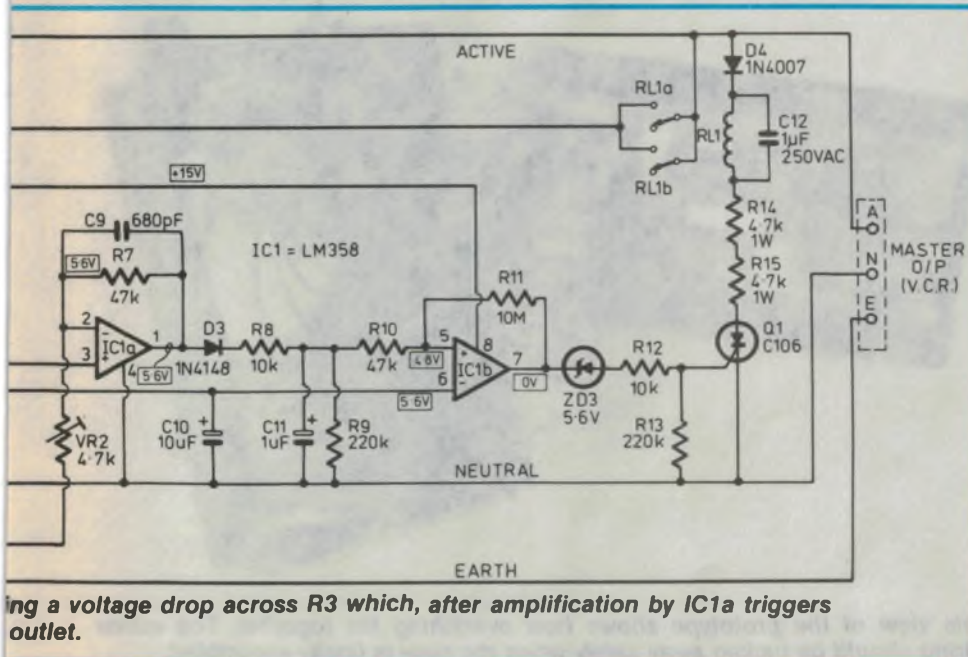 ACTIVE
D4
1N4007
RL1a
RL1
C12
1µF
250VAC
RL1b
+15V
C9
680pF
IC1 = LM358
R14
4.7k
1W
A
5·6V
R7
47k
R11
10M
R15
4.7k
1W
N
MASTER
O/P
(V.C.R.)
E
2
IC1a
1
D3
R8
R10
5
8
Q1
C106
3
4
5·6V
1N4148
10k
47k
4·8V
IC1b
7
R12
6
0V
10k
5·6V
ZD3
5·6V
VR2
4·7k
C10
10uF
C11
1uF
R9
220k
R13
220k
NEUTRAL
EARTH
ing a voltage drop across R3 which, after amplification by IC1a triggers
outlet.